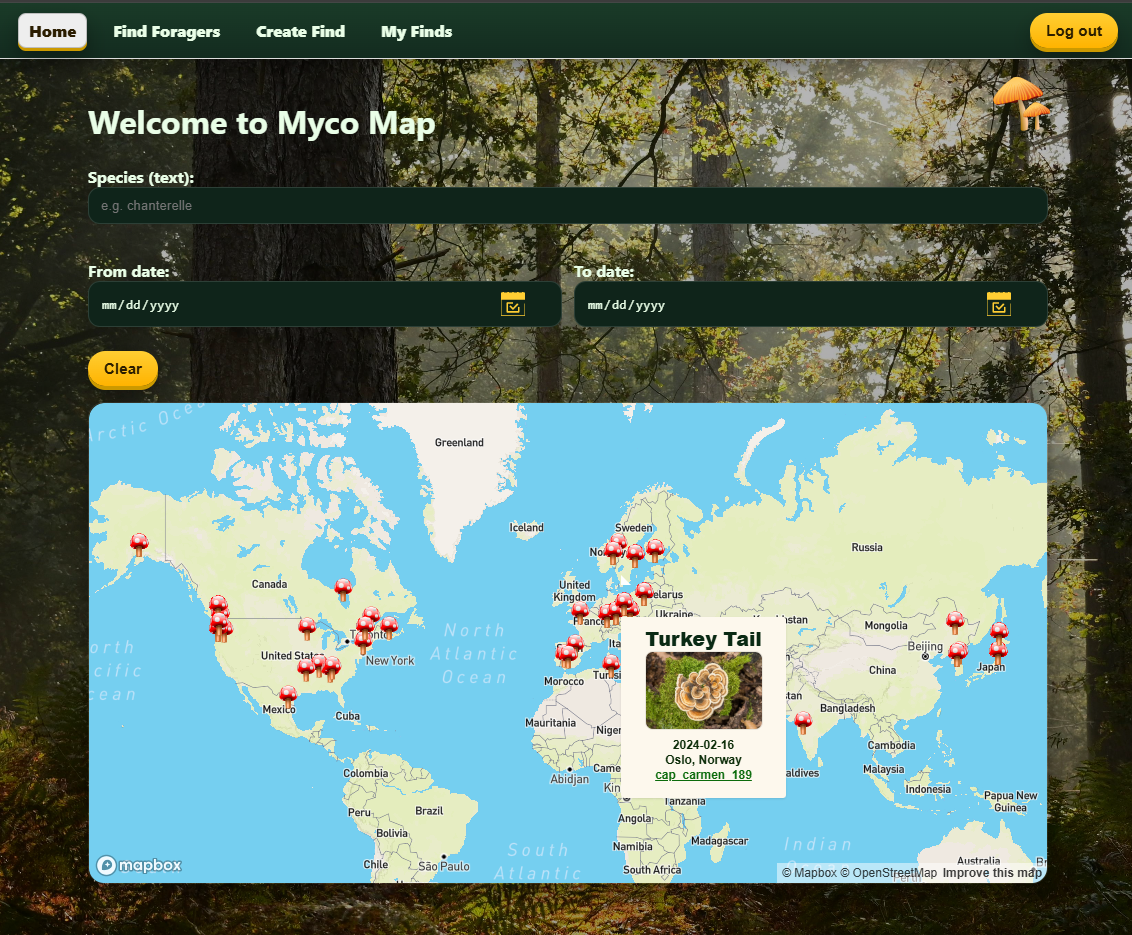 Home
Find Foragers
Create Find
My Finds
Log out
Welcome to Myco Map
Species (text):
e.g. chanterelle
From date:
To date:
mm/dd/yyyy
mm/dd/yyyy
Clear
Arctic Ocean
Greenland
Iceland
Sweden
Russia
Canada
United
Kingdom
Belarus
Ukraine
France
Mongolia
Toronto
North
Atlantic
Ocean
United States
New York
Beijing
China
Japan
Morocco
Mexico
Cuba
Mauritania
Niger
Bangladesh
Cambodia
Turkey Tail
2024-02-16
Oslo, Norway
cap_carmen_189
Colombia
Abidjan
Malaysia
Indonesia
Papua New
Guinea
Peru
Brazil
Tanzania
Angola
Bolivia
Namibia
Madagascar
Indian
South
Atlantic
Chile
São Paulo
South Africa
Australia
mapbox
© Mapbox © OpenStreetMap Improve this map